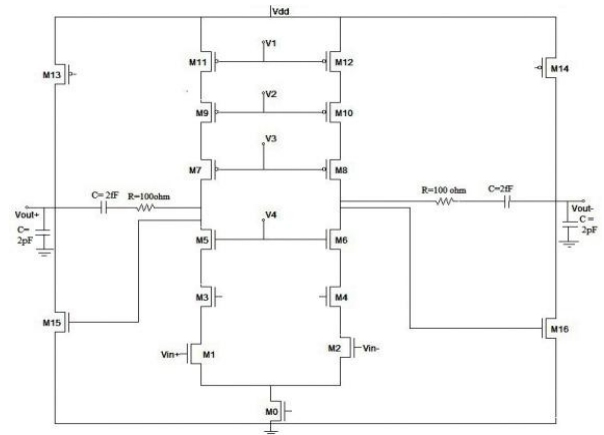 Vdd
V1
M11
M12
M13
M14
V2
M9
M10
V3
M7
M8
C= 2fF
R=100ohm
R=100 ohm
C=2fF
Vout+
Vout-
C=
2pF
C =
2pF
V4
M5
M6
M3
M4
M15
M16
Vin+
M1
M2
Vin-
M0